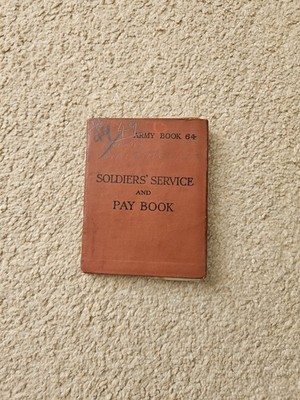 ARMY BOOK 64
SOLDIERS' SERVICE
AND
PAY BOOK